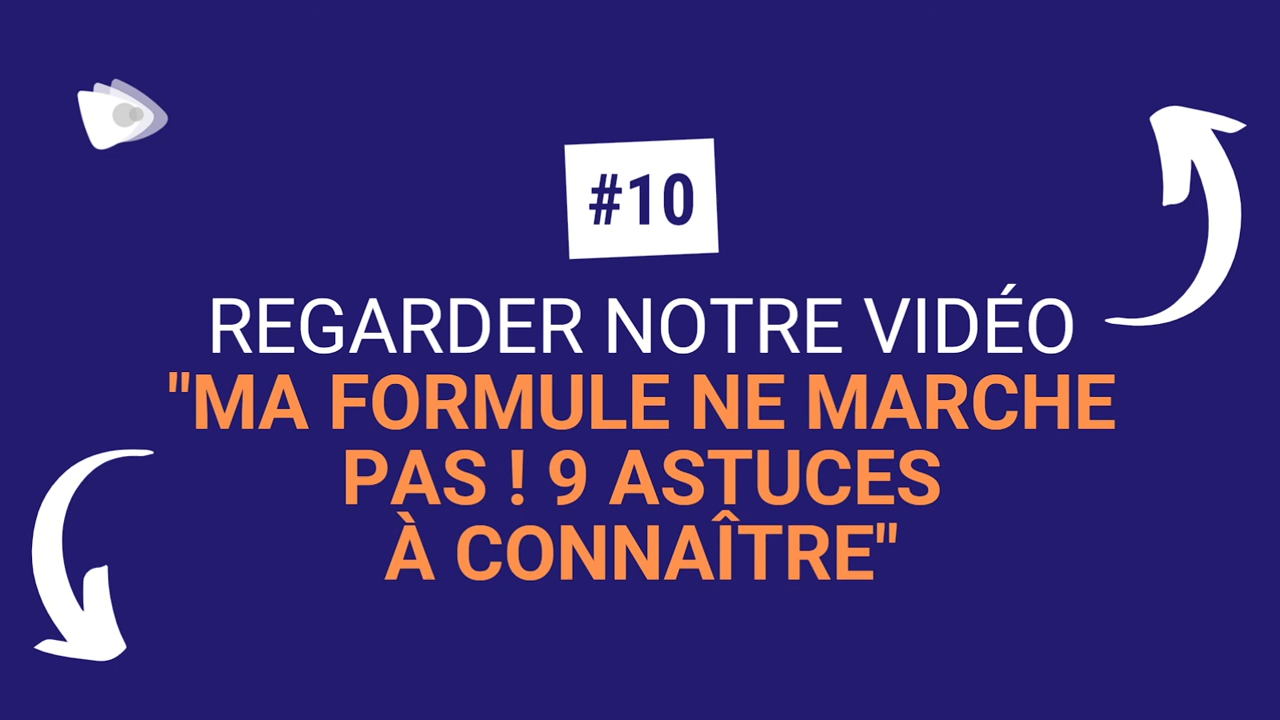 #10
REGARDER NOTRE VIDÉO
"MA FORMULE NE MARCHE
PAS ! 9 ASTUCES
À CONNAÎTRE"